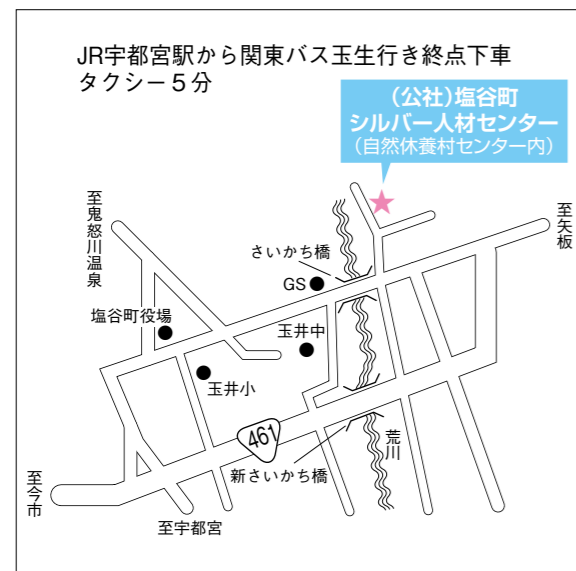 JR宇都宮駅から関東バス玉生行き終点下車
タクシー5分
(公社)塩谷町
シルバー人材センター
(自然休養村センター内)
至矢板
至鬼怒川温泉
さいかち橋
GS
塩谷町役場
玉井中
玉井小
461
荒川
新さいかち橋
至今市
至宇都宮